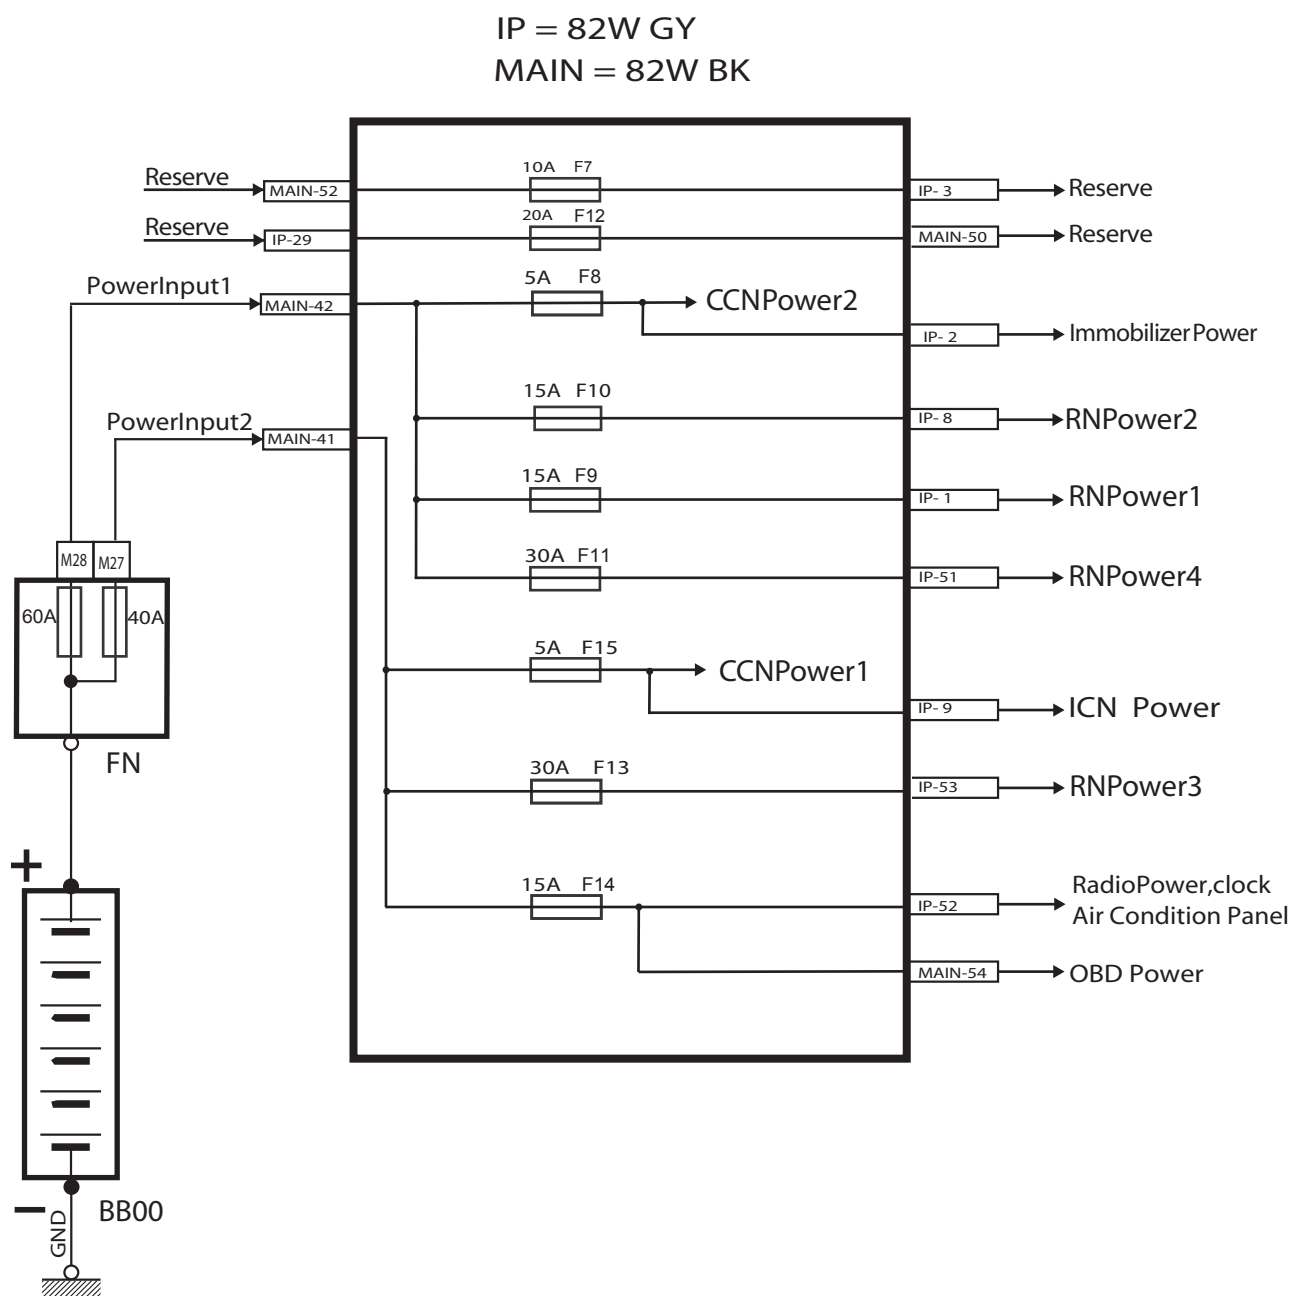 IP = 82W GY
MAIN = 82W BK
Reserve
MAIN-52
10A F7
IP- 3
Reserve
Reserve
IP-29
20A F12
MAIN-50
Reserve
PowerInput1
MAIN-42
5A F8
CCNPower2
IP- 2
ImmobilizerPower
15A F10
IP- 8
RNPower2
PowerInput2
MAIN-41
15A F9
IP- 1
RNPower1
M28
M27
30A F11
IP-51
RNPower4
60A
40A
5A F15
CCNPower1
IP- 9
ICN Power
FN
30A F13
IP-53
RNPower3
+
15A F14
IP-52
RadioPower,clock
Air Condition Panel
MAIN-54
OBD Power
−
BB00
GND